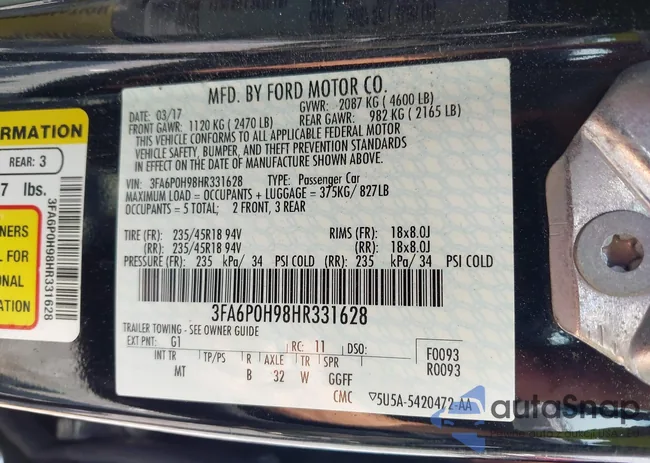 MFD. BY FORD MOTOR CO.
DATE: 03/17 GVWR: 2087 KG (4600 LB)
FRONT GAWR: 1120 KG (2470 LB) REAR GAWR: 982 KG (2165 LB)
THIS VEHICLE CONFORMS TO ALL APPLICABLE FEDERAL MOTOR
VEHICLE SAFETY, BUMPER, AND THEFT PREVENTION STANDARDS
IN EFFECT ON THE DATE OF MANUFACTURE SHOWN ABOVE.
VIN: 3FA6P0H98HR331628 TYPE: Passenger Car
MAXIMUM LOAD = OCCUPANTS + LUGGAGE = 375KG/ 827LB
OCCUPANTS = 5 TOTAL; 2 FRONT, 3 REAR
TIRE (FR): 235/45R18 94V RIMS (FR): 18x8.0J
(RR): 235/45R18 94V (RR): 18x8.0J
PRESSURE (FR): 235 kPa/ 34 PSI COLD (RR): 235 kPa/ 34 PSI COLD
3FA6P0H98HR331628
TRAILER TOWING - SEE OWNER GUIDE
EXT PNT: G1 RC: 11 DSO:
INT TR TP/PS R AXLE TR SPR
MT B 32 W GGFF
F0093
R0093
CMC ▽5U5A-5420472-AA
ORMATION
REAR: 3
7 lbs.
3FA6P0H98HR331628
NERS
L FOR
ONAL
ION
autoSnap